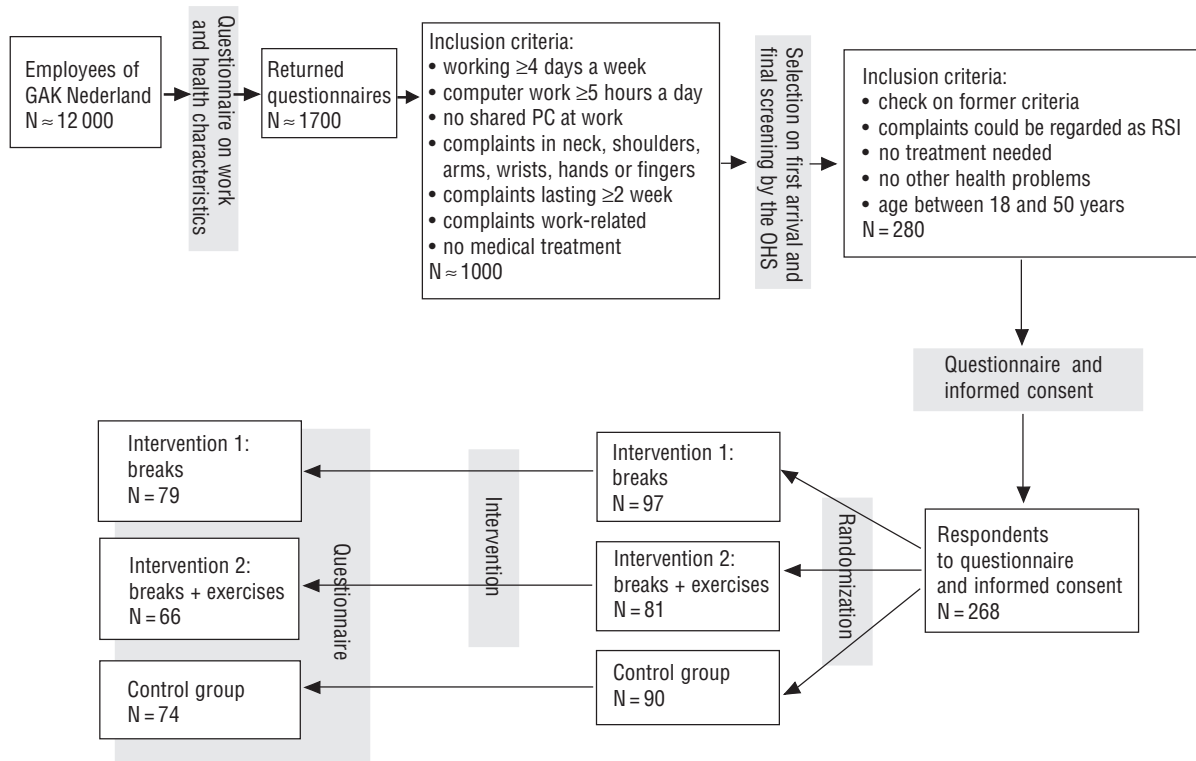 Employees of
GAK Nederland
N ≈ 12 000
Questionnaire on work
and health characteristics
Returned
questionnaires
N ≈ 1700
Inclusion criteria:
• working ≥4 days a week
• computer work ≥5 hours a day
• no shared PC at work
• complaints in neck, shoulders,
arms, wrists, hands or fingers
• complaints lasting ≥2 week
• complaints work-related
• no medical treatment
N ≈ 1000
Selection on first arrival and
final screening by the OHS
Inclusion criteria:
• check on former criteria
• complaints could be regarded as RSI
• no treatment needed
• no other health problems
• age between 18 and 50 years
N = 280
Questionnaire and
informed consent
Respondents
to questionnaire
and informed consent
N = 268
Randomization
Intervention 1:
breaks
N = 97
Intervention 2:
breaks + exercises
N = 81
Control group
N = 90
Intervention
Intervention 1:
breaks
N = 79
Intervention 2:
breaks + exercises
N = 66
Control group
N = 74
Questionnaire